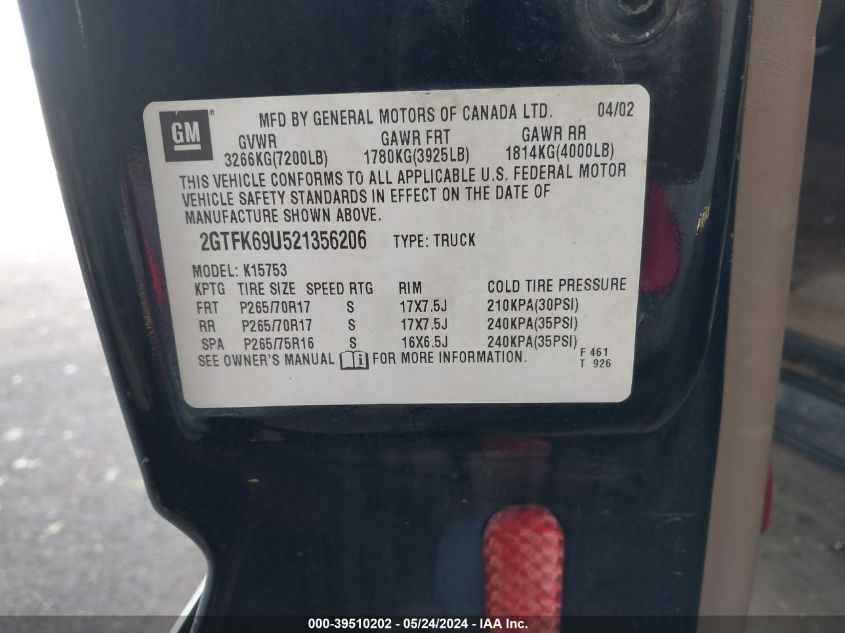 GM® MFD BY GENERAL MOTORS OF CANADA LTD. 04/02
GVWR GAWR FRT GAWR RR
3266KG(7200LB) 1780KG(3925LB) 1814KG(4000LB)
THIS VEHICLE CONFORMS TO ALL APPLICABLE U.S. FEDERAL MOTOR
VEHICLE SAFETY STANDARDS IN EFFECT ON THE DATE OF
MANUFACTURE SHOWN ABOVE.
2GTFK69U521356206 TYPE: TRUCK
MODEL: K15753
KPTG TIRE SIZE SPEED RTG RIM COLD TIRE PRESSURE
FRT P265/70R17 S 17X7.5J 210KPA(30PSI)
RR P265/70R17 S 17X7.5J 240KPA(35PSI)
SPA P265/75R16 S 16X6.5J 240KPA(35PSI)
SEE OWNER'S MANUAL i FOR MORE INFORMATION.
F 461
T 926
000-39510202 - 05/24/2024 - IAA Inc.